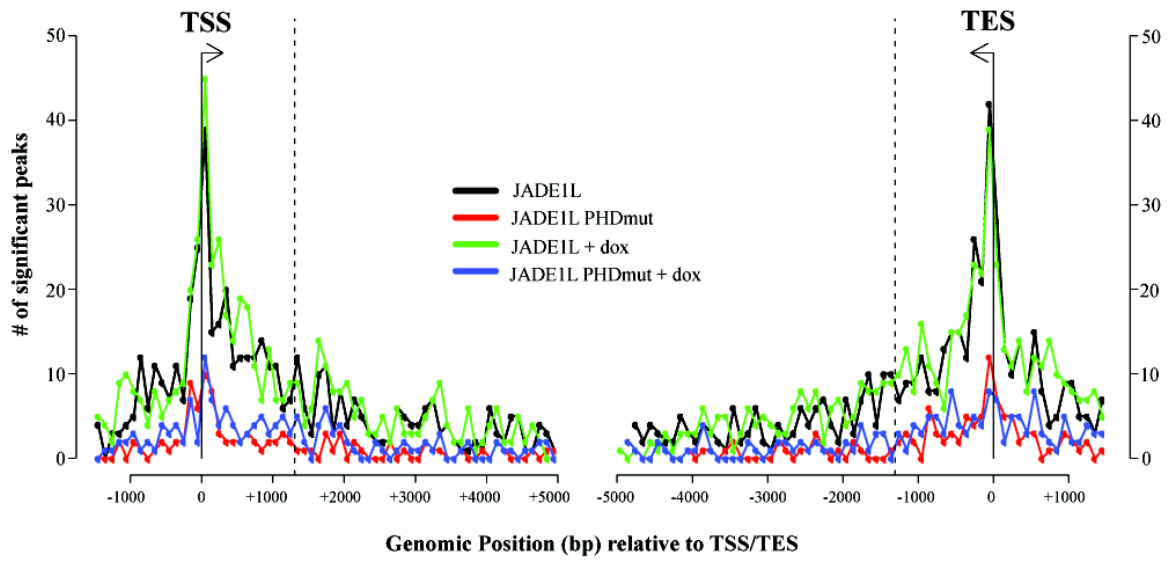 TSS
TES
50
40
30
20
10
0
# of significant peaks
JADE1L
JADE1L PHDmut
JADE1L + dox
JADE1L PHDmut + dox
50
40
30
20
10
0
-1000 0 +1000 +2000 +3000 +4000 +5000
-5000 -4000 -3000 -2000 -1000 0 +1000
Genomic Position (bp) relative to TSS/TES